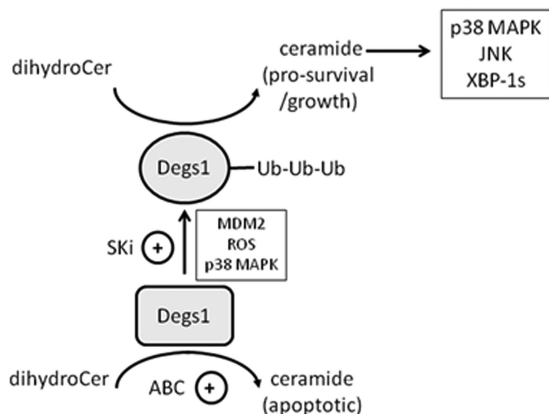 p38 MAPK
JNK
XBP-1s
dihydroCer
ceramide
(pro-survival
/growth)
Degs1
Ub-Ub-Ub
SKi +
MDM2
ROS
p38 MAPK
Degs1
dihydroCer
ABC +
ceramide
(apoptotic)